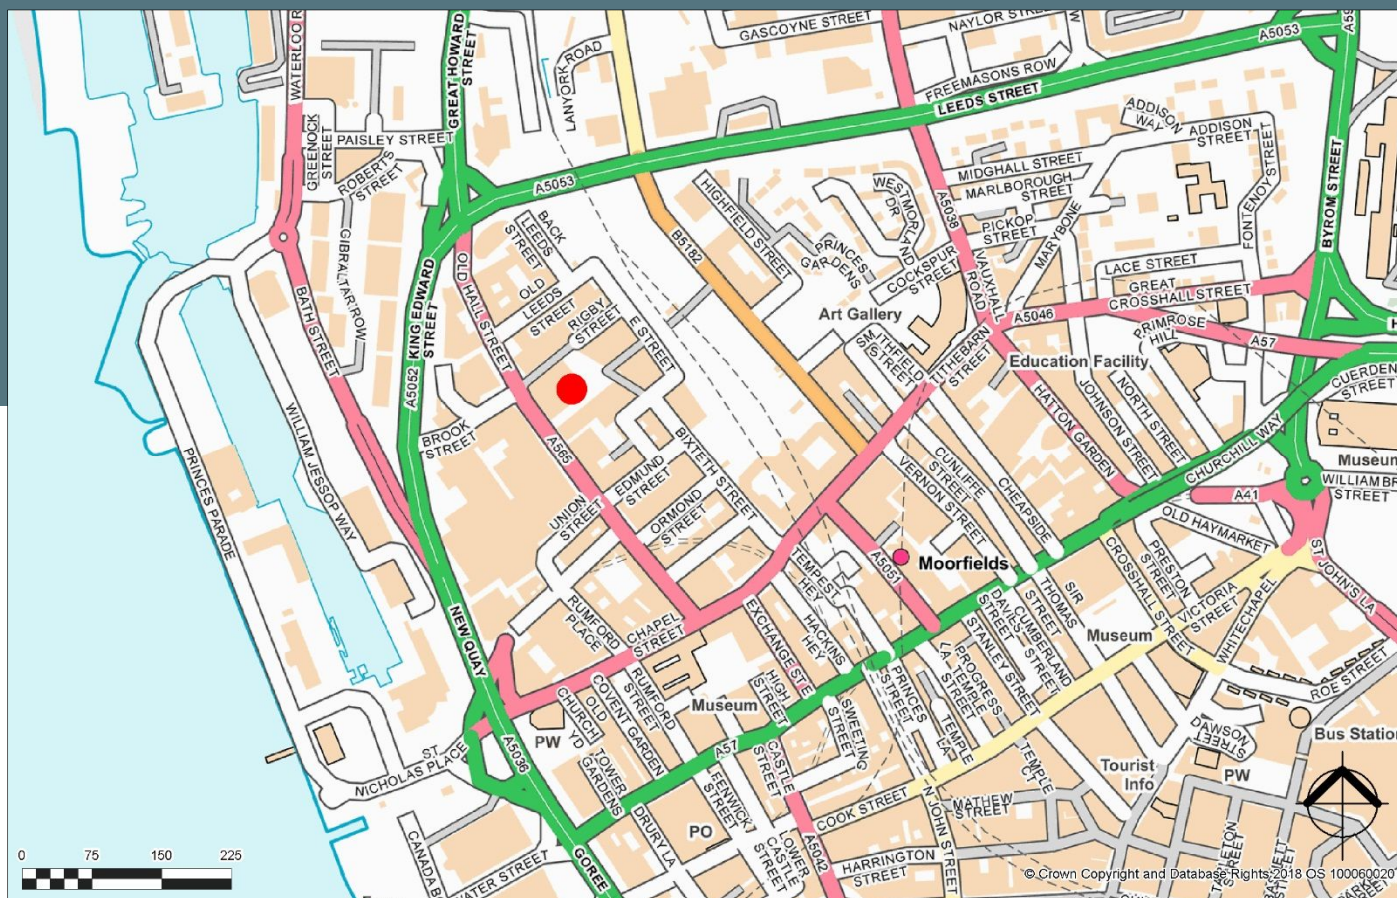 GASCOYNE STREET
NAYLOR STREET
A5053
WATERLOO R
GREAT HOWARD
STREET
LANYORK ROAD
FREEMASONS ROW
LEEDS STREET
ADDISON
WAY
ADDISON
STREET
GREENOCK
STREET
PAISLEY STREET
ROBERTS
STREET
MIDGHALL STREET
MARLBOROUGH
STREET
FONTENOY STREET
BYROM STREET
A5053
HIGHFIELD STREET
WESTMORLAND
DR
A5038
PICKOP
STREET
MARYBONE
GIBRALTAR ROW
BACK
LEEDS
STREET
B5182
PRINCES
GARDENS
COCKSPUR
STREET
VAUXHALL
ROAD
LACE STREET
OLD HALL STREET
OLD
LEEDS
STREET
RIGBY
STREET
E STREET
GREAT
CROSSHALL STREET
BATH STREET
KING EDWARD
STREET
A5052
Art Gallery
SMITHFIELD
STREET
TITHEBARN
STREET
A5046
PRIMROSE
HILL
A57
Education Facility
CUERDEN
STREET
HATTON GARDEN
JOHNSON STREET
NORTH STREET
CHURCHILL WAY
WILLIAM JESSOP WAY
BROOK
STREET
A565
BIXTETH STREET
PRINCES PARADE
EDMUND
STREET
UNION
STREET
ORMOND
STREET
VERNON STREET
CUNLIFFE
STREET
CHEAPSIDE
Museum
WILLIAM BR
STREET
A41
OLD HAYMARKET
A5051
Moorfields
TEMPEST
HEY
HACKINS
HEY
CROSSHALL STREET
PRESTON
STREET
VICTORIA
STREET
WHITECHAPEL
ST JOHN'S LA
NEW QUAY
RUMFORD
PLACE
CHAPEL
STREET
EXCHANGE ST E
DAVIES STREET
CUMBERLAND
STREET
SIR
THOMAS
STREET
STANLEY STREET
Museum
ROE STREET
PROGRESS
TEMPLE
LA
STREET
PRINCES
STREET
TEMPLE
LA
TEMPLE
CT
CHURCH
YD
OLD
COVENT GARDEN
RUMFORD
STREET
Museum
HIGH
STREET
SWEETING
STREET
DAWSON
STREET
Bus Station
PW
A5036
ST
NICHOLAS PLACE
TOWER
GARDENS
A57
CASTLE
STREET
Tourist
Info
PW
FENWICK
STREET
DRURY LA
COOK STREET
N JOHN STREET
MATHEW
STREET
PO
LOWER
CASTLE
STREET
A5042
HARRINGTON
STREET
GOREE
WATER STREET
0 75 150 225
© Crown Copyright and Database Rights 2018 OS 100060020